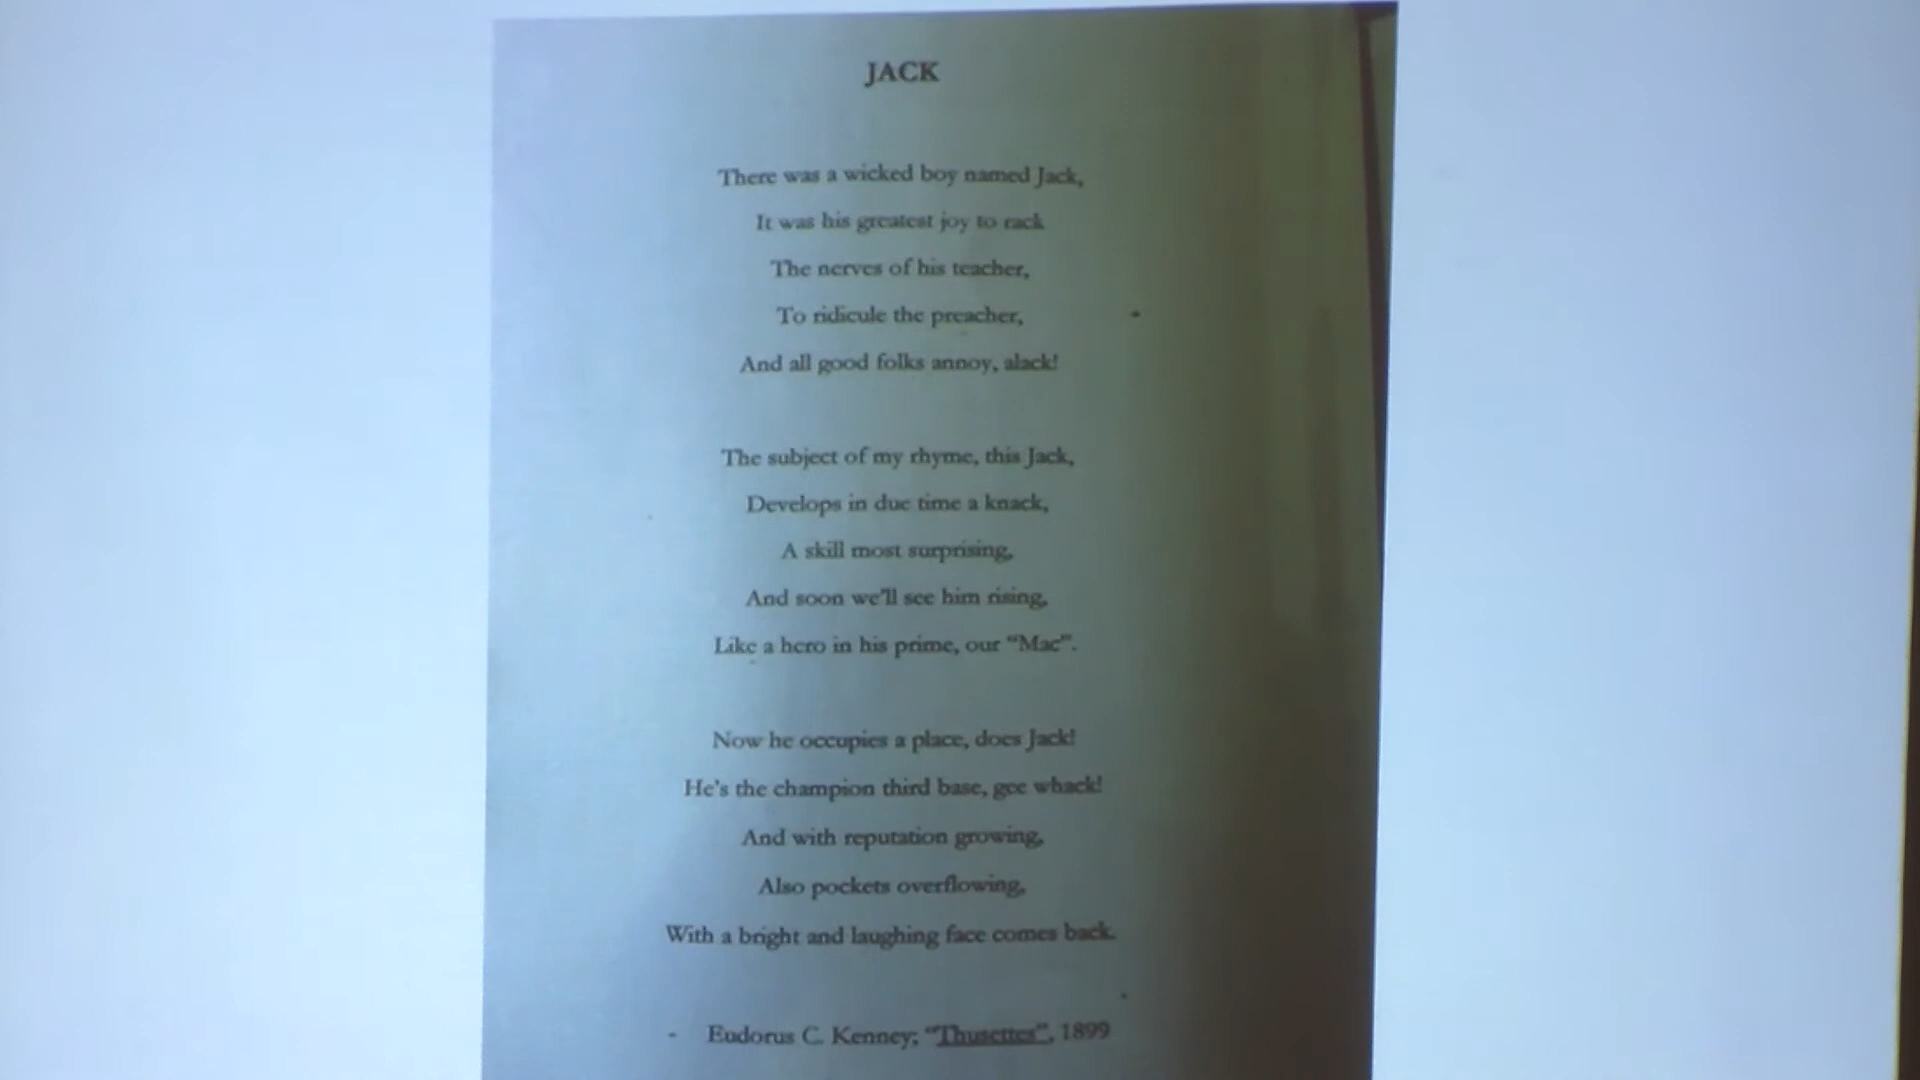 JACK
There was a wicked boy named Jack,
It was his greatest joy to rack
The nerves of his teacher,
To ridicule the preacher,
And all good folks annoy, alack!
The subject of my rhyme, this Jack,
Develops in due time a knack,
A skill most surprising,
And soon we'll see him rising,
Like a hero in his prime, our "Mac".
Now he occupies a place, does Jack!
He's the champion third base, gee whack!
And with reputation growing,
Also pockets overflowing,
With a bright and laughing face comes back.
- Eudorus C. Kenney; "Thusettes", 1899